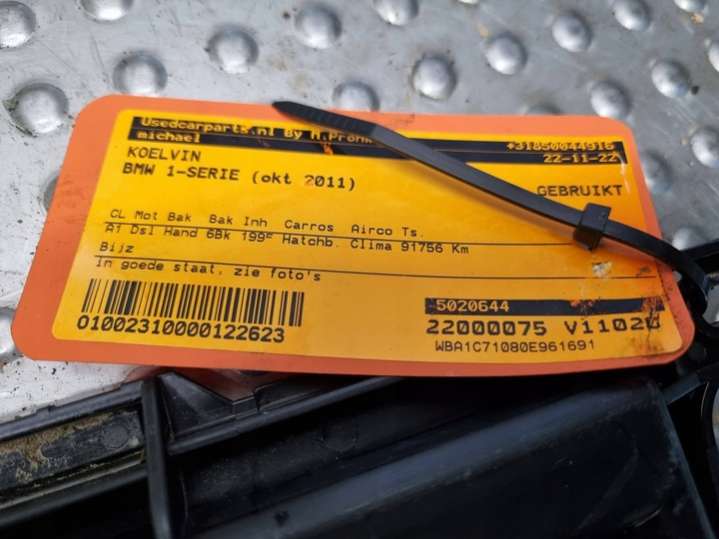 Usedcarparts.nl By M.Pronk
+31850044916
michael
22-11-22
KOELVIN
BMW 1-SERIE (okt 2011)
GEBRUIKT
CL Mot Bak Bak Inh Carros Airco Ts.
A1 Dsl Hand 6Bk 199° Hatchb. Clima 91756 Km
Bijz
In goede staat, zie foto's
01002310000122623
5020644
22000075 V1102U
WBA1C71080E961691